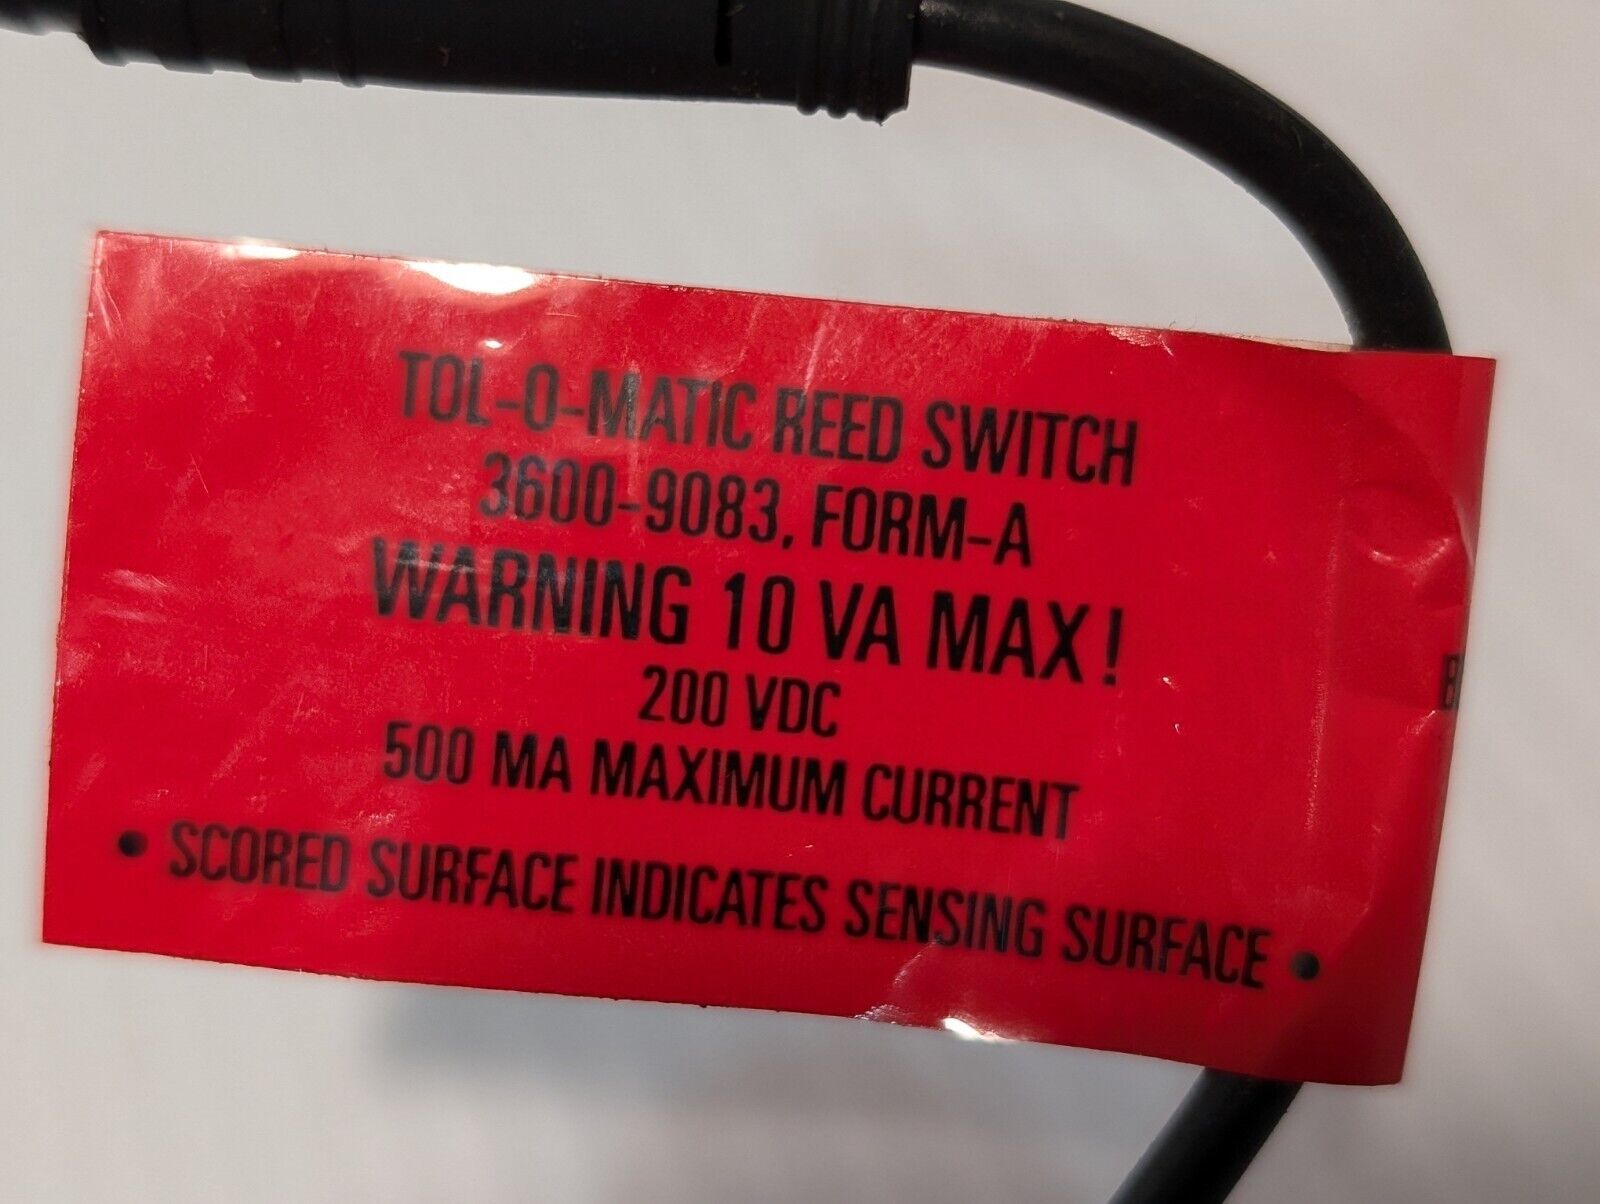 TOL-O-MATIC REED SWITCH
3600-9083, FORM-A
WARNING 10 VA MAX!
200 VDC
500 MA MAXIMUM CURRENT
• SCORED SURFACE INDICATES SENSING SURFACE •